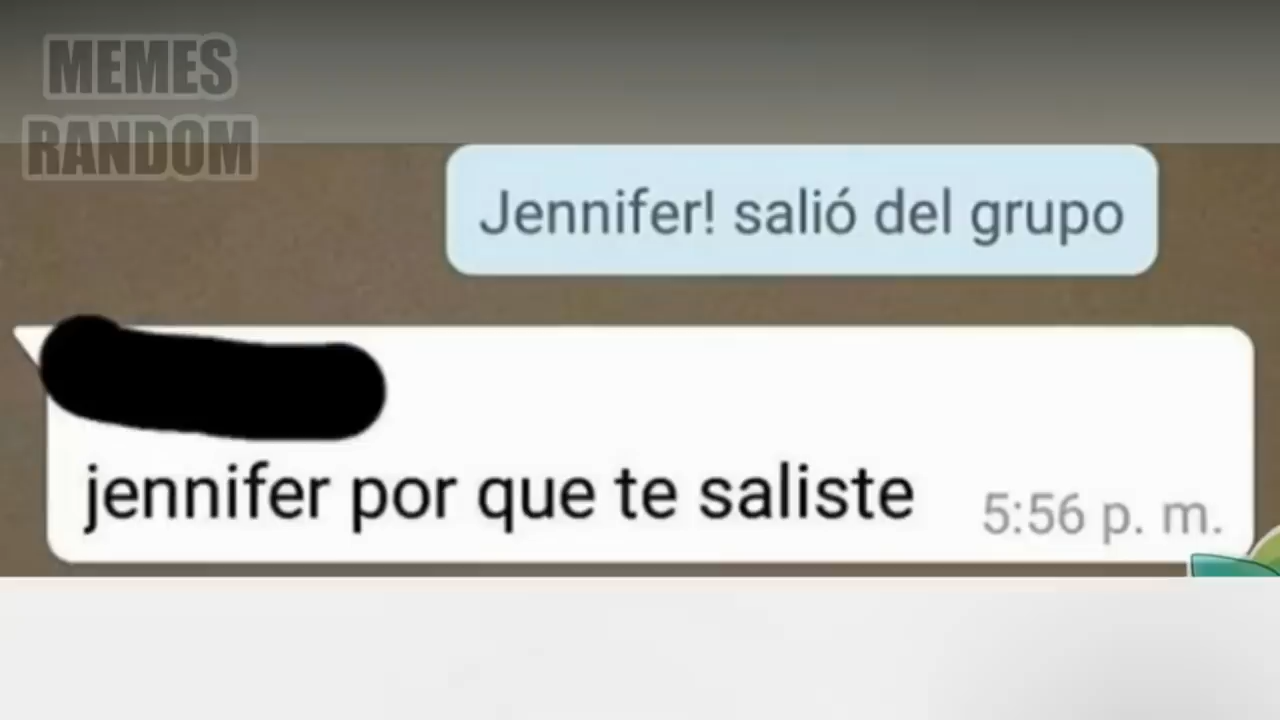 MEMES
RANDOM
Jennifer! salió del grupo
jennifer por que te saliste
5:56 p. m.